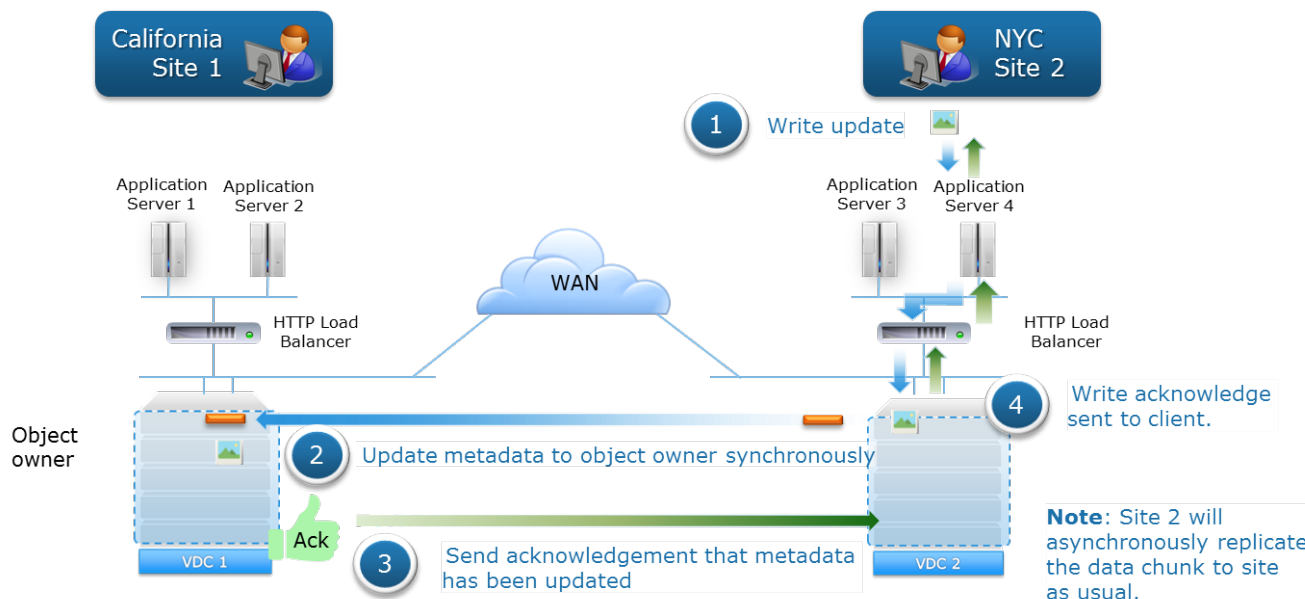 California
Site 1
NYC
Site 2
1
Write update
Application
Server 1
Application
Server 2
Application
Server 3
Application
Server 4
WAN
HTTP Load
Balancer
HTTP Load
Balancer
4
Write acknowledge
sent to client.
Object
owner
2
Update metadata to object owner synchronously
Ack
3
Send acknowledgement that metadata
has been updated
VDC 1
VDC 2
Note: Site 2 will
asynchronously replicate
the data chunk to site
as usual.